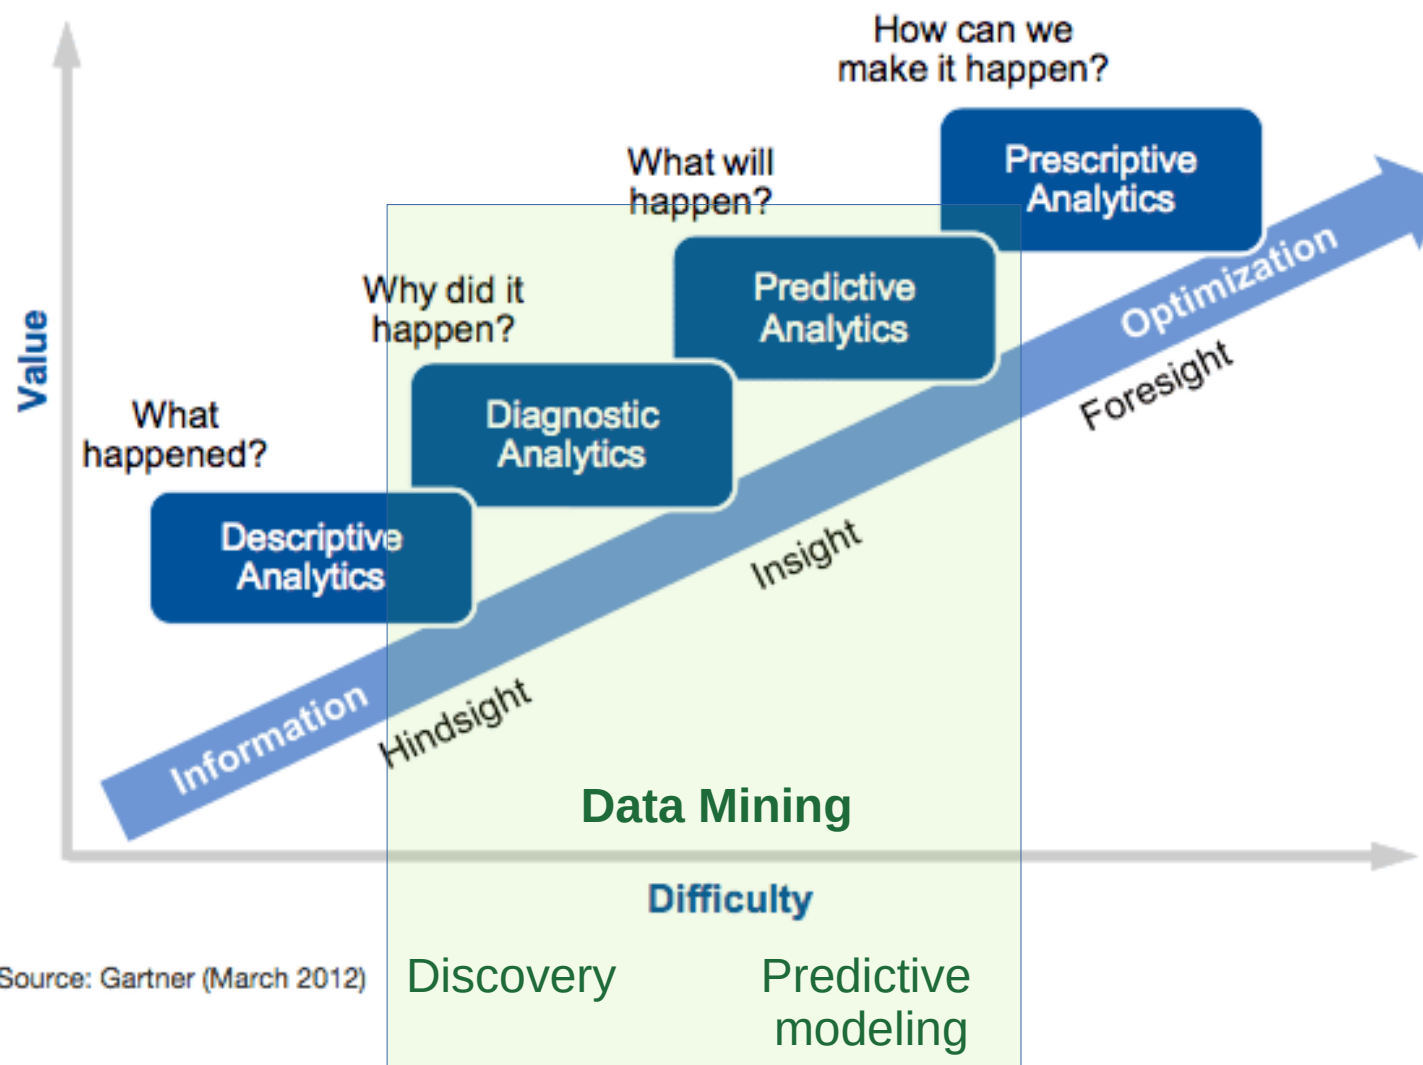 How can we
make it happen?
Prescriptive
Analytics
What will
happen?
Predictive
Analytics
Why did it
happen?
Diagnostic
Analytics
What
happened?
Descriptive
Analytics
Value
Information
Hindsight
Insight
Foresight
Optimization
Data Mining
Difficulty
Source: Gartner (March 2012)
Discovery
Predictive
modeling